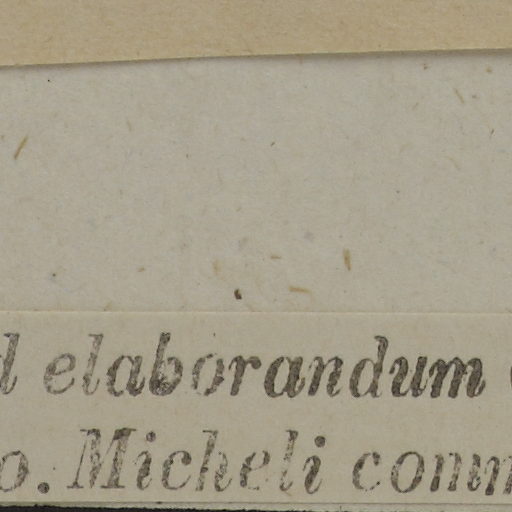 d elaborandum
o. Micheli comm